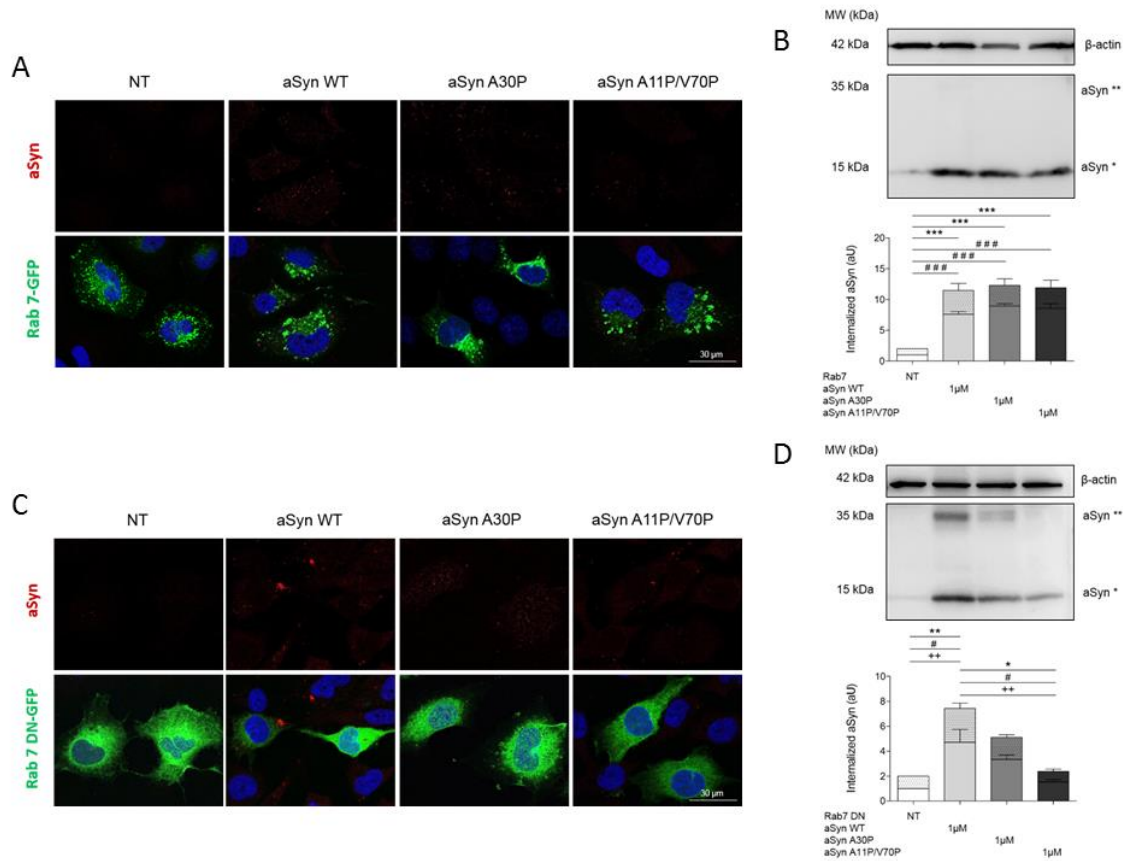 A
NT
aSyn WT
aSyn A30P
aSyn A11P/V70P
aSyn
Rab 7-GFP
30 µm
B
MW (kDa)
42 kDa
β-actin
35 kDa
aSyn **
15 kDa
aSyn *
***
***
***
###
###
###
20
15
10
5
0
Internalized aSyn (aU)
Rab7 NT
aSyn WT 1µM
aSyn A30P 1µM
aSyn A11P/V70P 1µM
C
NT
aSyn WT
aSyn A30P
aSyn A11P/V70P
aSyn
Rab 7 DN-GFP
30 µm
D
MW (kDa)
42 kDa
β-actin
35 kDa
aSyn **
15 kDa
aSyn *
**
#
++
*
#
++
8
6
4
2
0
Internalized aSyn (aU)
Rab7 DN NT
aSyn WT 1µM
aSyn A30P 1µM
aSyn A11P/V70P 1µM